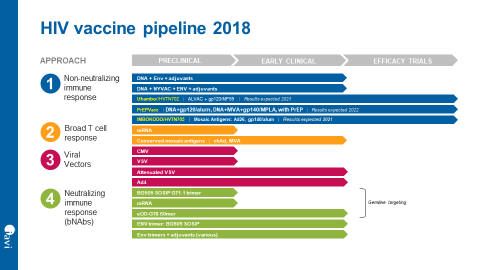 HIV vaccine pipeline 2018
APPROACH
PRECLINICAL
EARLY CLINICAL
EFFICACY TRIALS
1
Non-neutralizing
immune
response
DNA + Env + adjuvants
DNA + NYVAC + ENV + adjuvants
Uhambo/HVTN702 | ALVAC + gp120/MF59 | Results expected 2021
PrEPVacc | DNA+gp120/alum, DNA+MVA+gp140/MPLA, with PrEP | Results expected 2022
IMBOKODO/HVTN705 | Mosaic Antigens: Ad26, gp140/alum | Results expected 2021
2
Broad T cell
response
mRNA
Conserved-mosaic antigens | chAd, MVA
3
Viral
Vectors
CMV
VSV
Attenuated VSV
Ad4
4
Neutralizing
immune
response
(bNAbs)
BG505 SOSIP GT1.1 trimer
mRNA
eOD-GT8 60mer
ENV trimer: BG505 SOSIP
Env trimers + adjuvants (various)
Germline targeting
iavi